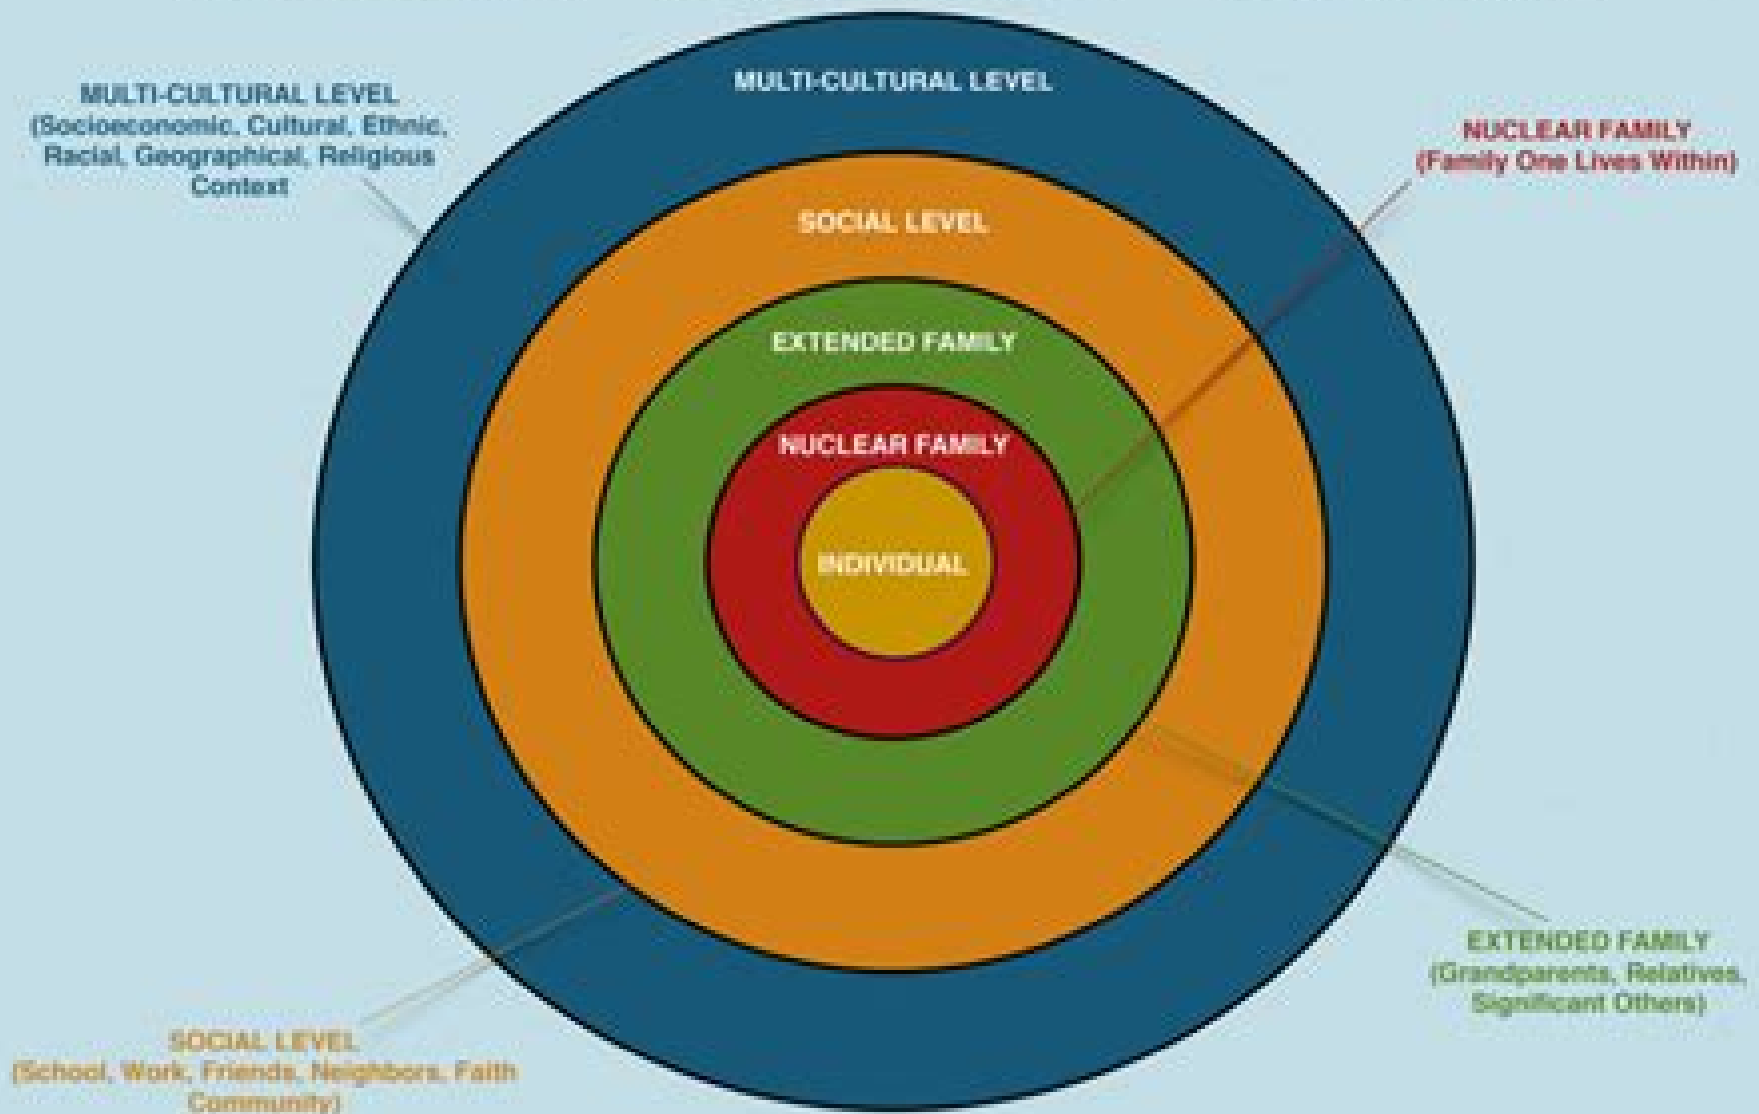 MULTI-CULTURAL LEVEL
MULTI-CULTURAL LEVEL
(Socioeconomic, Cultural, Ethnic,
Racial, Geographical, Religious
Context
NUCLEAR FAMILY
(Family One Lives Within)
SOCIAL LEVEL
EXTENDED FAMILY
NUCLEAR FAMILY
INDIVIDUAL
EXTENDED FAMILY
(Grandparents, Relatives,
Significant Others)
SOCIAL LEVEL
(School, Work, Friends, Neighbors, Faith
Community)